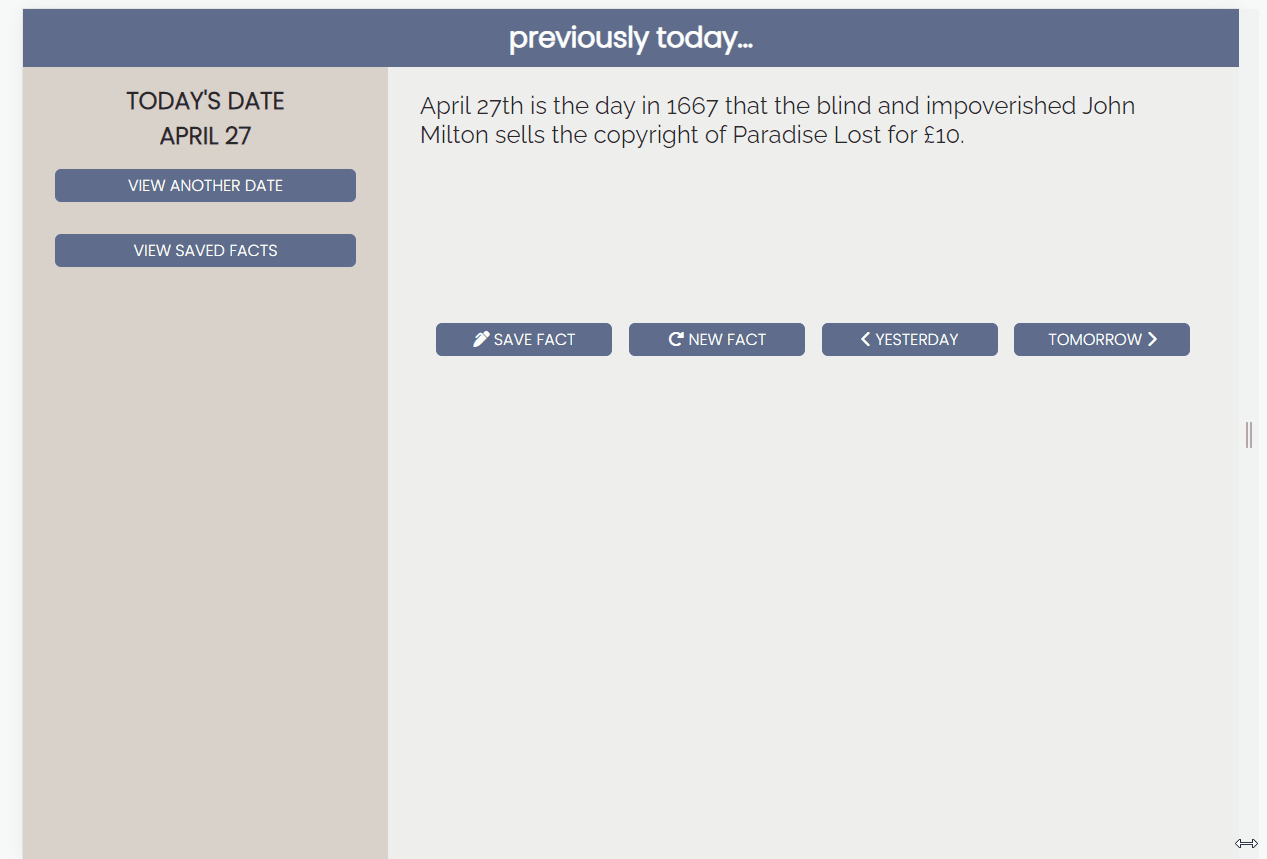 previously today...
TODAY'S DATE
APRIL 27
VIEW ANOTHER DATE
VIEW SAVED FACTS
April 27th is the day in 1667 that the blind and impoverished John
Milton sells the copyright of Paradise Lost for £10.
SAVE FACT
NEW FACT
YESTERDAY
TOMORROW